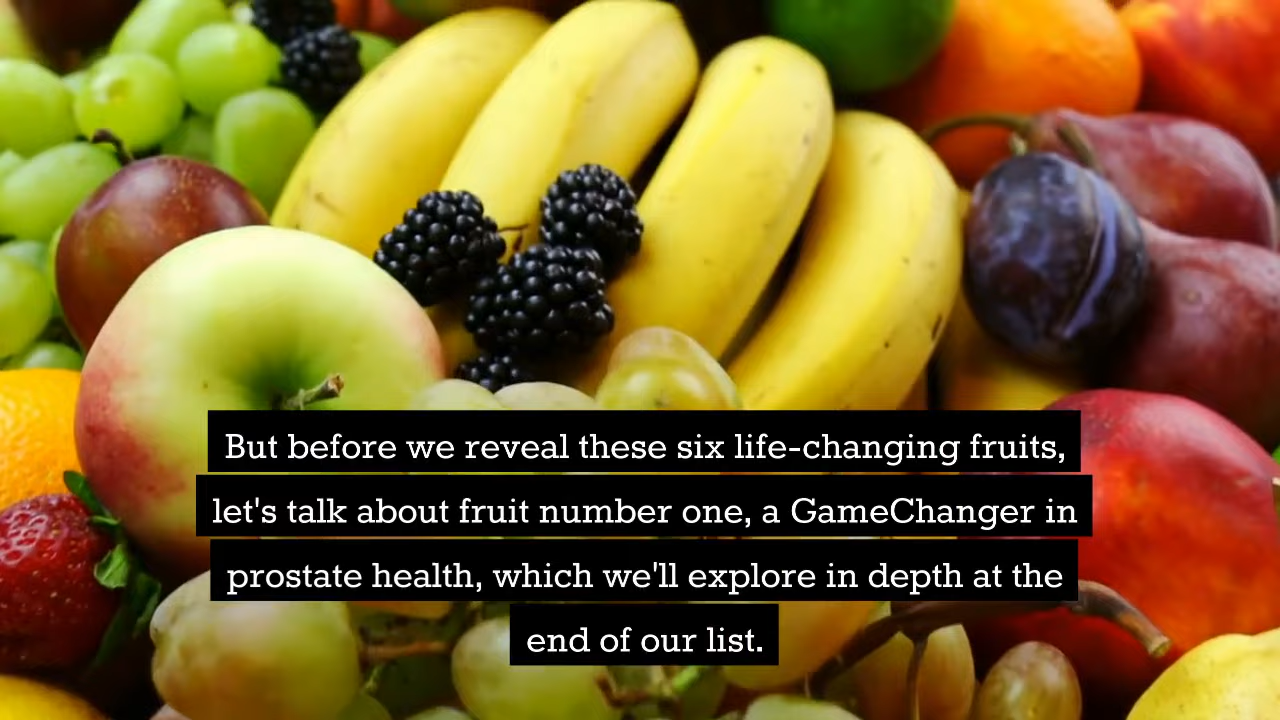 But before we reveal these six life-changing fruits,
let's talk about fruit number one, a GameChanger in
prostate health, which we'll explore in depth at the
end of our list.